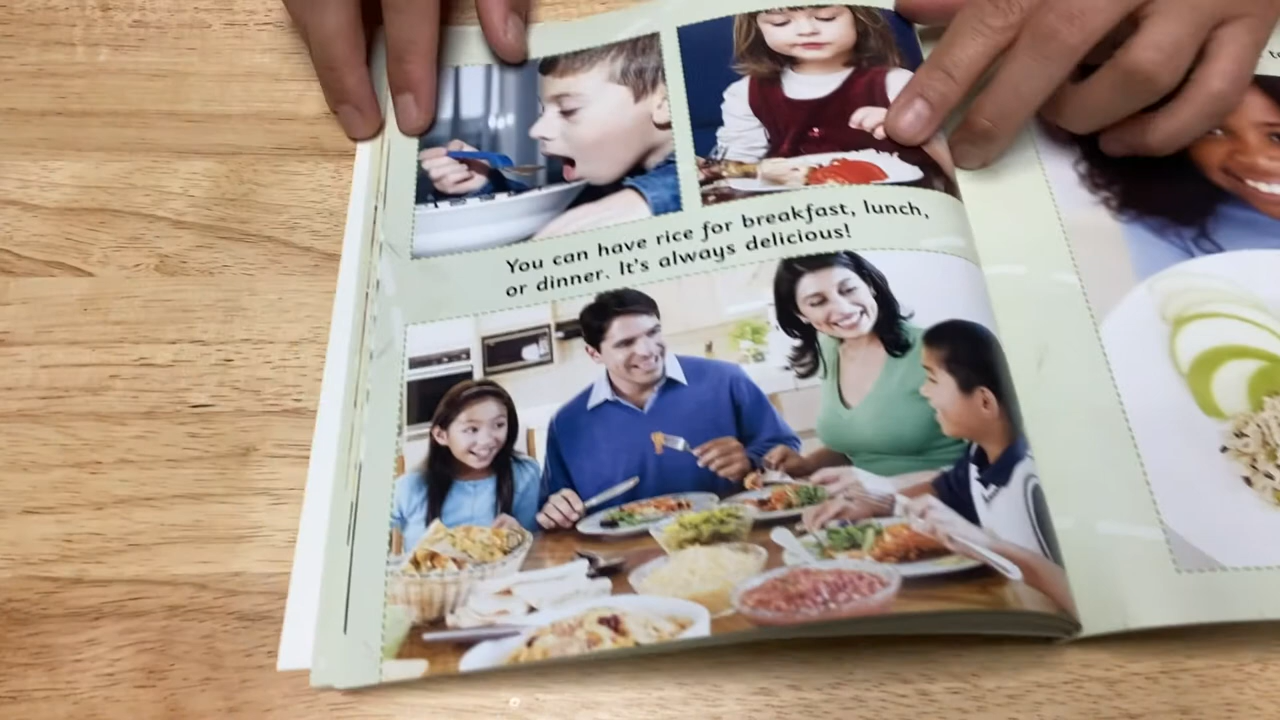 You can have rice for breakfast, lunch,
or dinner. It's always delicious!